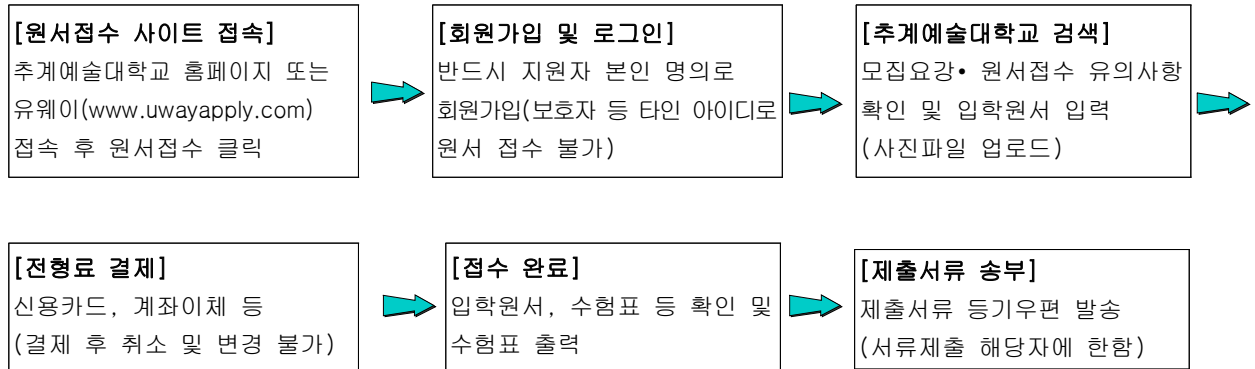 [원서접수 사이트 접속]
추계예술대학교 홈페이지 또는
유웨이(www.uwayapply.com)
접속 후 원서접수 클릭
[회원가입 및 로그인]
반드시 지원자 본인 명의로
회원가입(보호자 등 타인 아이디로
원서 접수 불가)
[추계예술대학교 검색]
모집요강• 원서접수 유의사항
확인 및 입학원서 입력
(사진파일 업로드)
[전형료 결제]
신용카드, 계좌이체 등
(결제 후 취소 및 변경 불가)
[접수 완료]
입학원서, 수험표 등 확인 및
수험표 출력
[제출서류 송부]
제출서류 등기우편 발송
(서류제출 해당자에 한함)